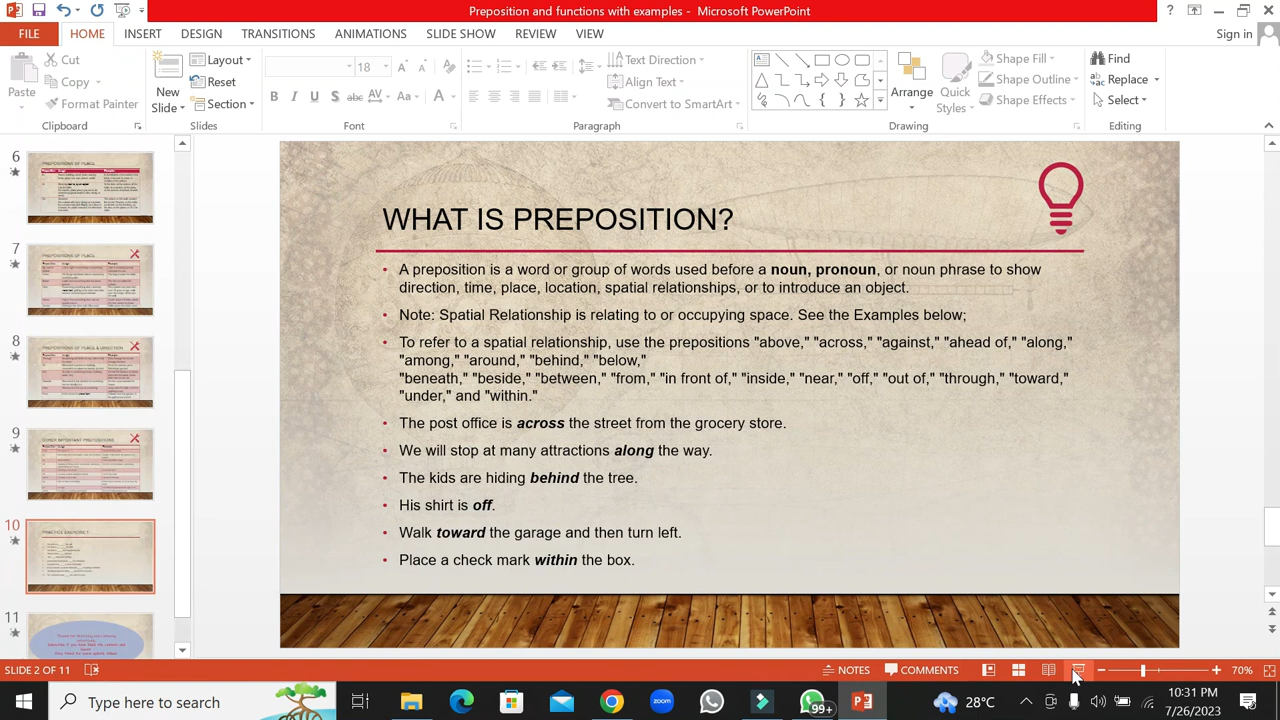 Preposition and functions with examples - Microsoft PowerPoint
Sign in
FILE HOME INSERT DESIGN TRANSITIONS ANIMATIONS SLIDE SHOW REVIEW VIEW
Paste
Cut
Copy
Format Painter
Clipboard
New
Slide
Layout
Reset
Section
Slides
18
Font
Text Direction
Align Text
Convert to SmartArt
Paragraph
Arrange
Quick
Styles
Shape Fill
Shape Outline
Shape Effects
Drawing
Find
Replace
Select
Editing
6
7
8
9
10
11
WHAT IS PREPOSITION?
• A preposition is a word or group of words used before a noun, pronoun, or noun phrase to show
direction, time, place, location, spatial relationships, or to introduce an object.
• Note: Spatial Relationship is relating to or occupying space. See the Examples below;
• To refer to a spatial relationship, use the prepositions "above," "across," "against," "ahead of," "along,"
"among," "around," "behind," "below,"
"beneath," "beside," "between," "from," "in front of," "inside," "near," "off," "out of," "through," "toward,"
"under," and "within."
• The post office is across the street from the grocery store.
• We will stop at many attractions along the way.
• The kids are hiding behind the tree.
• His shirt is off.
• Walk toward the garage and then turn left.
• Place a check mark within the box.
SLIDE 2 OF 11
NOTES
COMMENTS
70%
Type here to search
zoom
99+
28°C
10:31 PM
7/26/2023